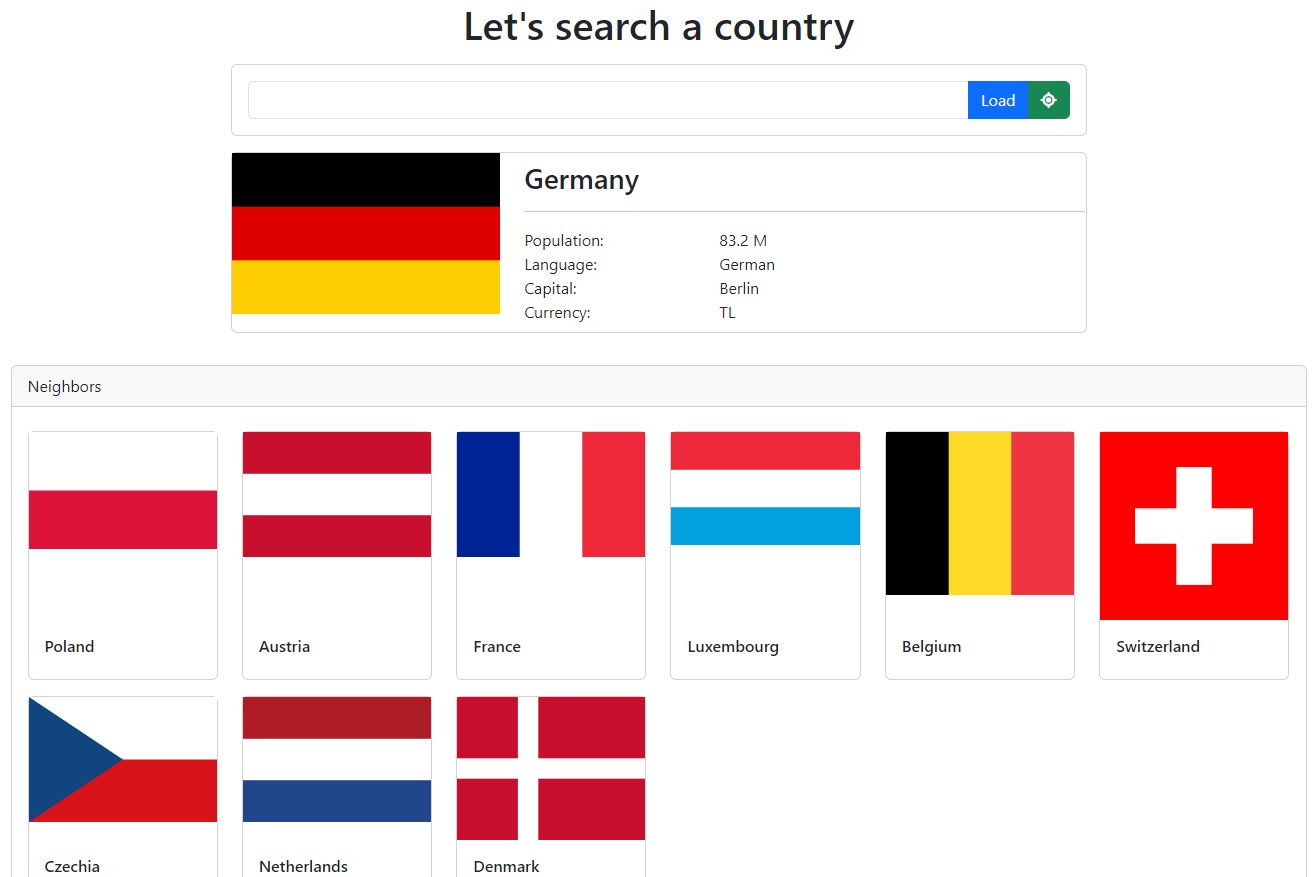 Let's search a country
Load
Germany
Population: 83.2 M
Language: German
Capital: Berlin
Currency: TL
Neighbors
Poland Austria France Luxembourg Belgium Switzerland
Czechia Netherlands Denmark